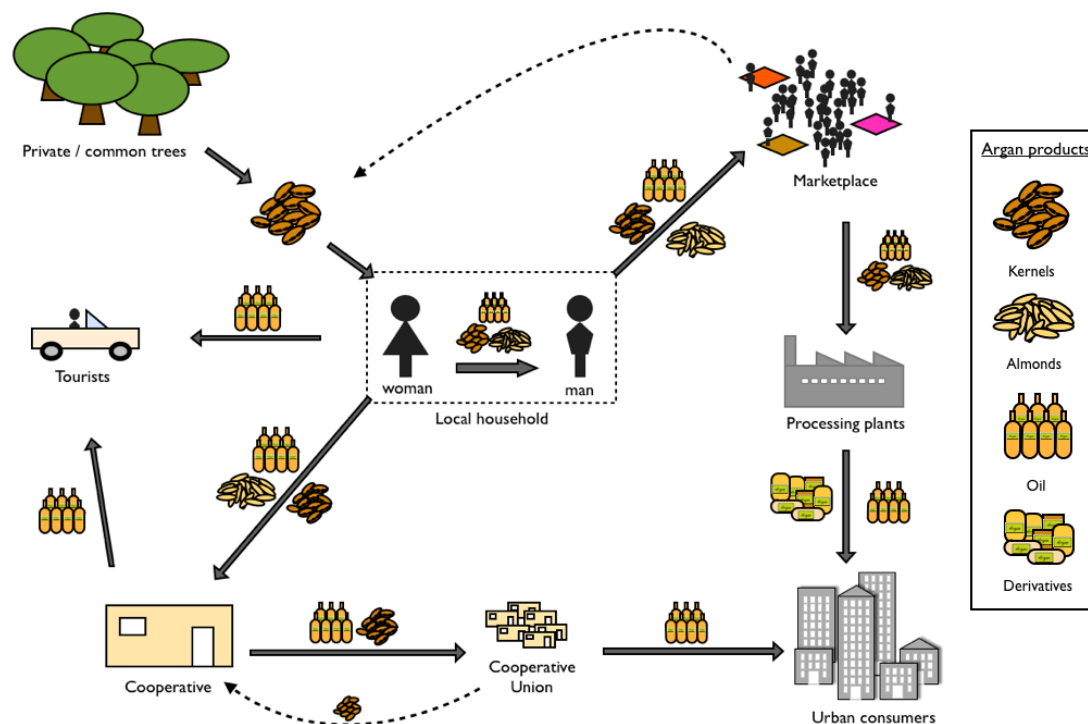 Private / common trees
Marketplace
Argan products
Kernels
Almonds
Oil
Derivatives
Tourists
woman
man
Local household
Processing plants
Cooperative
Cooperative
Union
Urban consumers